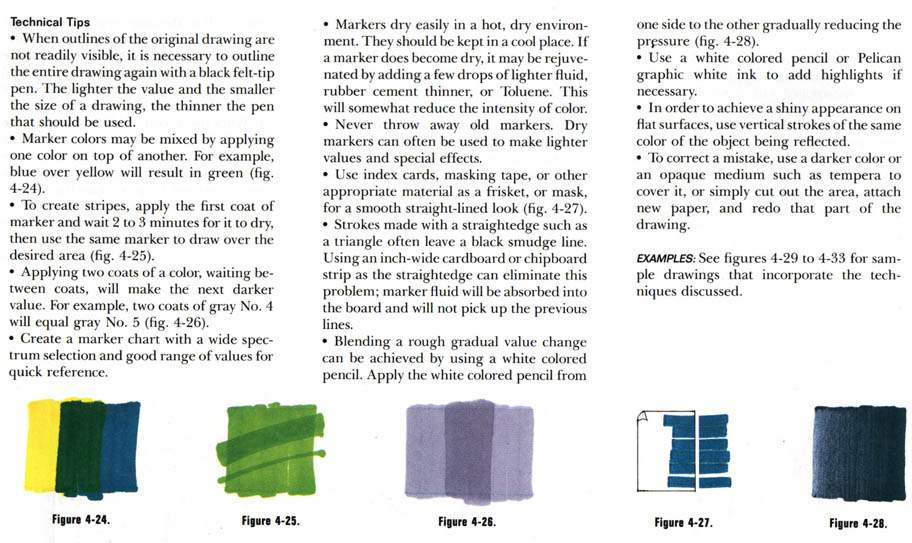 Technical Tips
• When outlines of the original drawing are
not readily visible, it is necessary to outline
the entire drawing again with a black felt-tip
pen. The lighter the value and the smaller
the size of a drawing, the thinner the pen
that should be used.
• Marker colors may be mixed by applying
one color on top of another. For example,
blue over yellow will result in green (fig.
4-24).
• To create stripes, apply the first coat of
marker and wait 2 to 3 minutes for it to dry,
then use the same marker to draw over the
desired area (fig. 4-25).
• Applying two coats of a color, waiting be-
tween coats, will make the next darker
value. For example, two coats of gray No. 4
will equal gray No. 5 (fig. 4-26).
• Create a marker chart with a wide spec-
trum selection and good range of values for
quick reference.
• Markers dry easily in a hot, dry environ-
ment. They should be kept in a cool place. If
a marker does become dry, it may be rejuve-
nated by adding a few drops of lighter fluid,
rubber cement thinner, or Toluene. This
will somewhat reduce the intensity of color.
• Never throw away old markers. Dry
markers can often be used to make lighter
values and special effects.
• Use index cards, masking tape, or other
appropriate material as a frisket, or mask,
for a smooth straight-lined look (fig. 4-27).
• Strokes made with a straightedge such as
a triangle often leave a black smudge line.
Using an inch-wide cardboard or chipboard
strip as the straightedge can eliminate this
problem; marker fluid will be absorbed into
the board and will not pick up the previous
lines.
• Blending a rough gradual value change
can be achieved by using a white colored
pencil. Apply the white colored pencil from
one side to the other gradually reducing the
pressure (fig. 4-28).
• Use a white colored pencil or Pelican
graphic white ink to add highlights if
necessary.
• In order to achieve a shiny appearance on
flat surfaces, use vertical strokes of the same
color of the object being reflected.
• To correct a mistake, use a darker color or
an opaque medium such as tempera to
cover it, or simply cut out the area, attach
new paper, and redo that part of the
drawing.
EXAMPLES: See figures 4-29 to 4-33 for sam-
ple drawings that incorporate the tech-
niques discussed.
Figure 4-24.
Figure 4-25.
Figure 4-26.
Figure 4-27.
Figure 4-28.